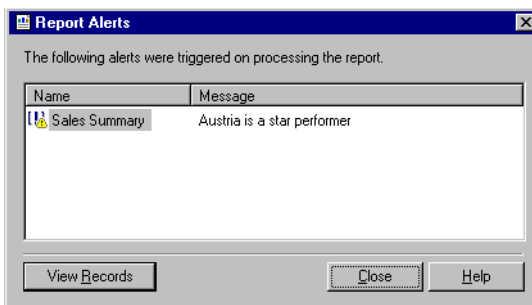 Report Alerts
The following alerts were triggered on processing the report.
Name Message
Sales Summary Austria is a star performer
View Records Close Help